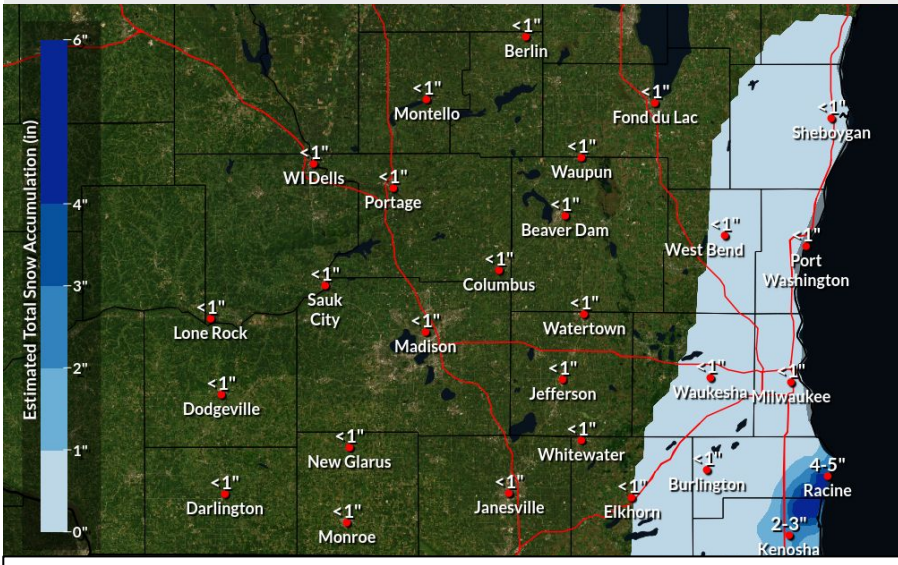 Estimated Total Snow Accumulation (in)
6"
4"
3"
2"
1"
0"
<1"
Berlin
<1"
Montello
<1"
Fond du Lac
<1"
Sheboygan
<1"
WI Dells
<1"
Portage
<1"
Waupun
<1"
Beaver Dam
<1"
West Bend
<1"
Port
Washington
<1"
Columbus
<1"
Sauk
City
<1"
Lone Rock
<1"
Madison
<1"
Watertown
<1"
Dodgeville
<1"
Jefferson
<1"
Waukesha
<1"
Milwaukee
<1"
New Glarus
<1"
Whitewater
<1"
Burlington
4-5"
Racine
<1"
Darlington
<1"
Monroe
<1"
Janesville
<1"
Elkhorn
2-3"
Kenosha